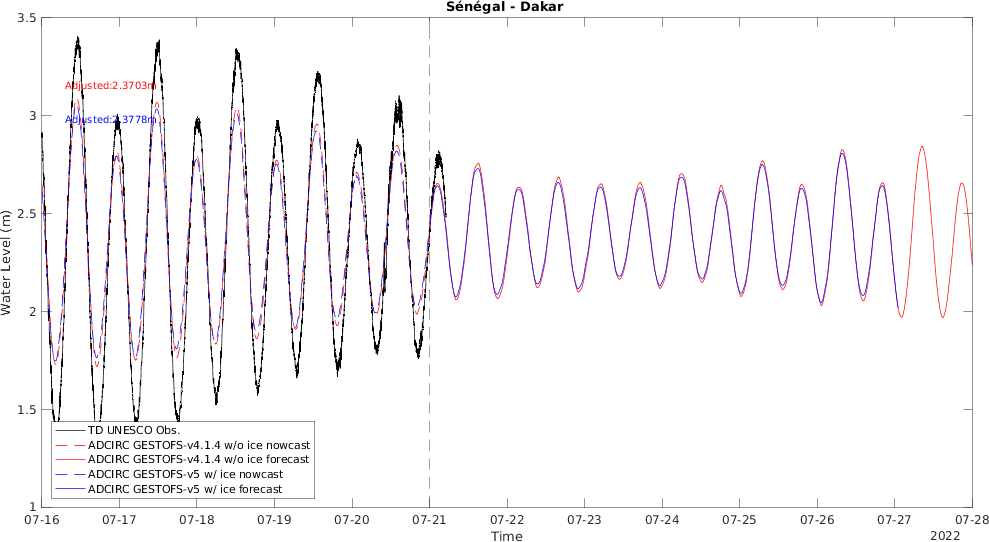 Sénégal - Dakar
3.5
3
2.5
2
1.5
1
Water Level (m)
Adjusted:2.3703m
Adjusted:2.3778m
TD UNESCO Obs.
ADCIRC GESTOFS-v4.1.4 w/o ice nowcast
ADCIRC GESTOFS-v4.1.4 w/o ice forecast
ADCIRC GESTOFS-v5 w/ ice nowcast
ADCIRC GESTOFS-v5 w/ ice forecast
07-16 07-17 07-18 07-19 07-20 07-21 07-22 07-23 07-24 07-25 07-26 07-27 07-28
Time
2022